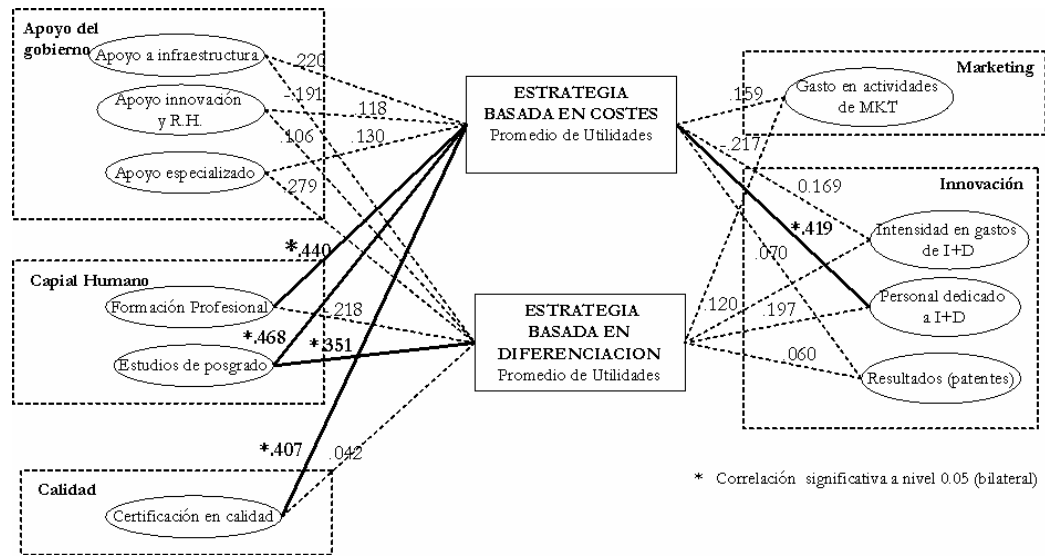 Apoyo del
gobierno
Apoyo a infraestructura
Apoyo innovación
y R.H.
Apoyo especializado
.220
-.191
.118
.106
.130
.279
ESTRATEGIA
BASADA EN COSTES
Promedio de Utilidades
Marketing
Gasto en actividades
de MKT
.159
-.217
0.169
*.419
.070
Innovación
Intensidad en gastos
de I+D
Personal dedicado
a I+D
Resultados (patentes)
*.440
Capial Humano
Formación Profesional
Estudios de posgrado
.218
*.468
*.351
ESTRATEGIA
BASADA EN
DIFERENCIACION
Promedio de Utilidades
.120
.197
.060
*.407
.042
Calidad
Certificación en calidad
* Correlación significativa a nivel 0.05 (bilateral)